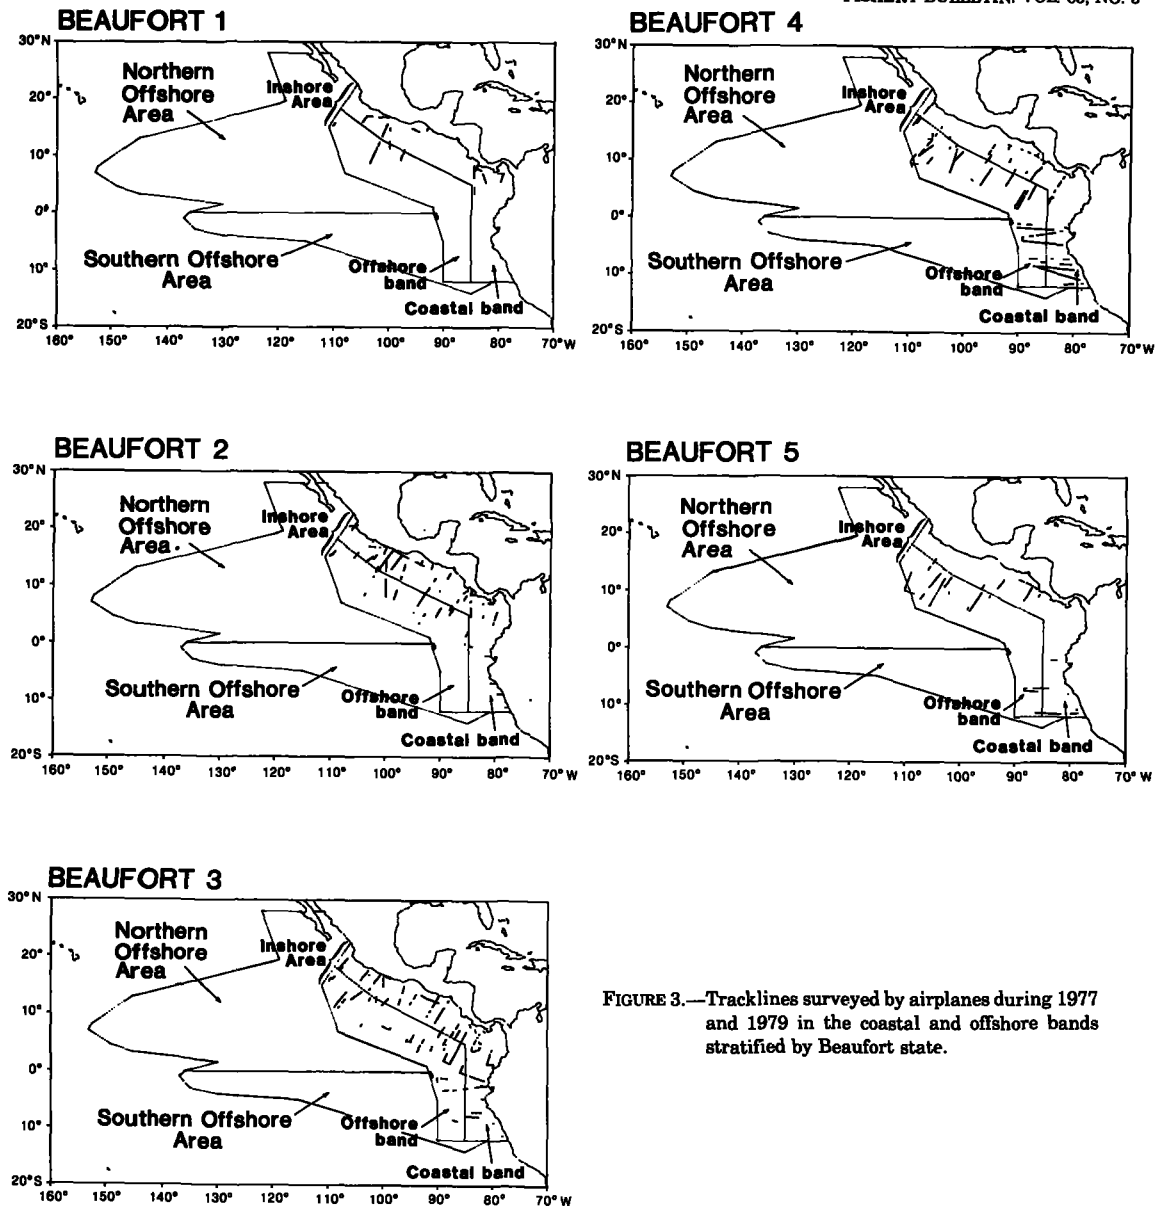 BEAUFORT 1
30°N
20°
10°
0°
10°
20°S
160° 150° 140° 130° 120° 110° 100° 90° 80° 70°W
Northern
Offshore
Area
Inshore
Area
Southern Offshore
Area
Offshore
band
Coastal band
BEAUFORT 4
30°N
20°
10°
0°
10°
20°S
160° 150° 140° 130° 120° 110° 100° 90° 80° 70°W
Northern
Offshore
Area
Inshore
Area
Southern Offshore
Area
Offshore
band
Coastal band
BEAUFORT 2
30°N
20°
10°
0°
10°
20°S
160° 150° 140° 130° 120° 110° 100° 90° 80° 70° W
Northern
Offshore
Area
Inshore
Area
Southern Offshore
Area
Offshore
band
Coastal band
BEAUFORT 5
30°N
20°
10°
0°
10°
20°S
160° 150° 140° 130° 120° 110° 100° 90° 80° 70° W
Northern
Offshore
Area
Inshore
Area
Southern Offshore
Area
Offshore
band
Coastal band
BEAUFORT 3
30°N
20°
10°
0°
10°
20°S
160° 150° 140° 130° 120° 110° 100° 90° 80° 70° W
Northern
Offshore
Area
Inshore
Area
Southern Offshore
Area
Offshore
band
Coastal band
FIGURE 3.—Tracklines surveyed by airplanes during 1977
and 1979 in the coastal and offshore bands
stratified by Beaufort state.